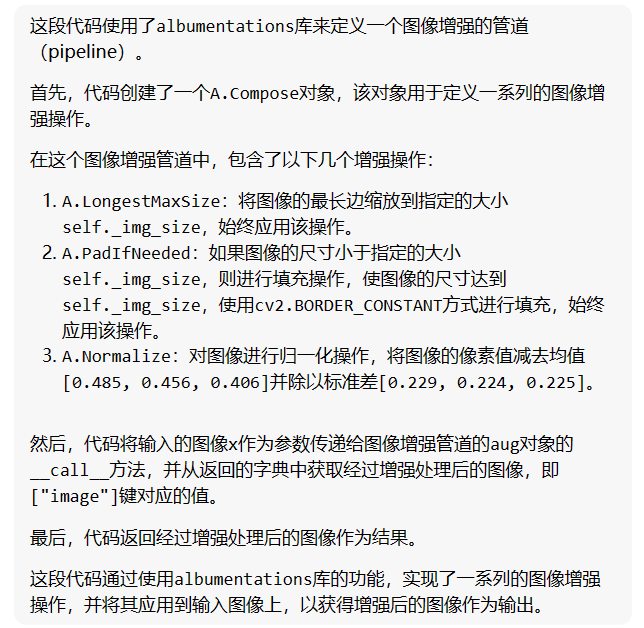 这段代码使用了albumentations库来定义一个图像增强的管道
（pipeline）。
首先，代码创建了一个A.Compose对象，该对象用于定义一系列的图像增
强操作。
在这个图像增强管道中，包含了以下几个增强操作：
1. A.LongestMaxSize：将图像的最长边缩放到指定的大小
self._img_size，始终应用该操作。
2. A.PadIfNeeded：如果图像的尺寸小于指定的大小
self._img_size，则进行填充操作，使图像的尺寸达到
self._img_size，使用cv2.BORDER_CONSTANT方式进行填充，始终
应用该操作。
3. A.Normalize：对图像进行归一化操作，将图像的像素值减去均值
[0.485, 0.456, 0.406]并除以标准差[0.229, 0.224, 0.225]。
然后，代码将输入的图像x作为参数传递给图像增强管道的aug对象的
__call__方法，并从返回的字典中获取经过增强处理后的图像，即
["image"]键对应的值。
最后，代码返回经过增强处理后的图像作为结果。
这段代码通过使用albumentations库的功能，实现了一系列的图像增强
操作，并将其应用到输入图像上，以获得增强后的图像作为输出。